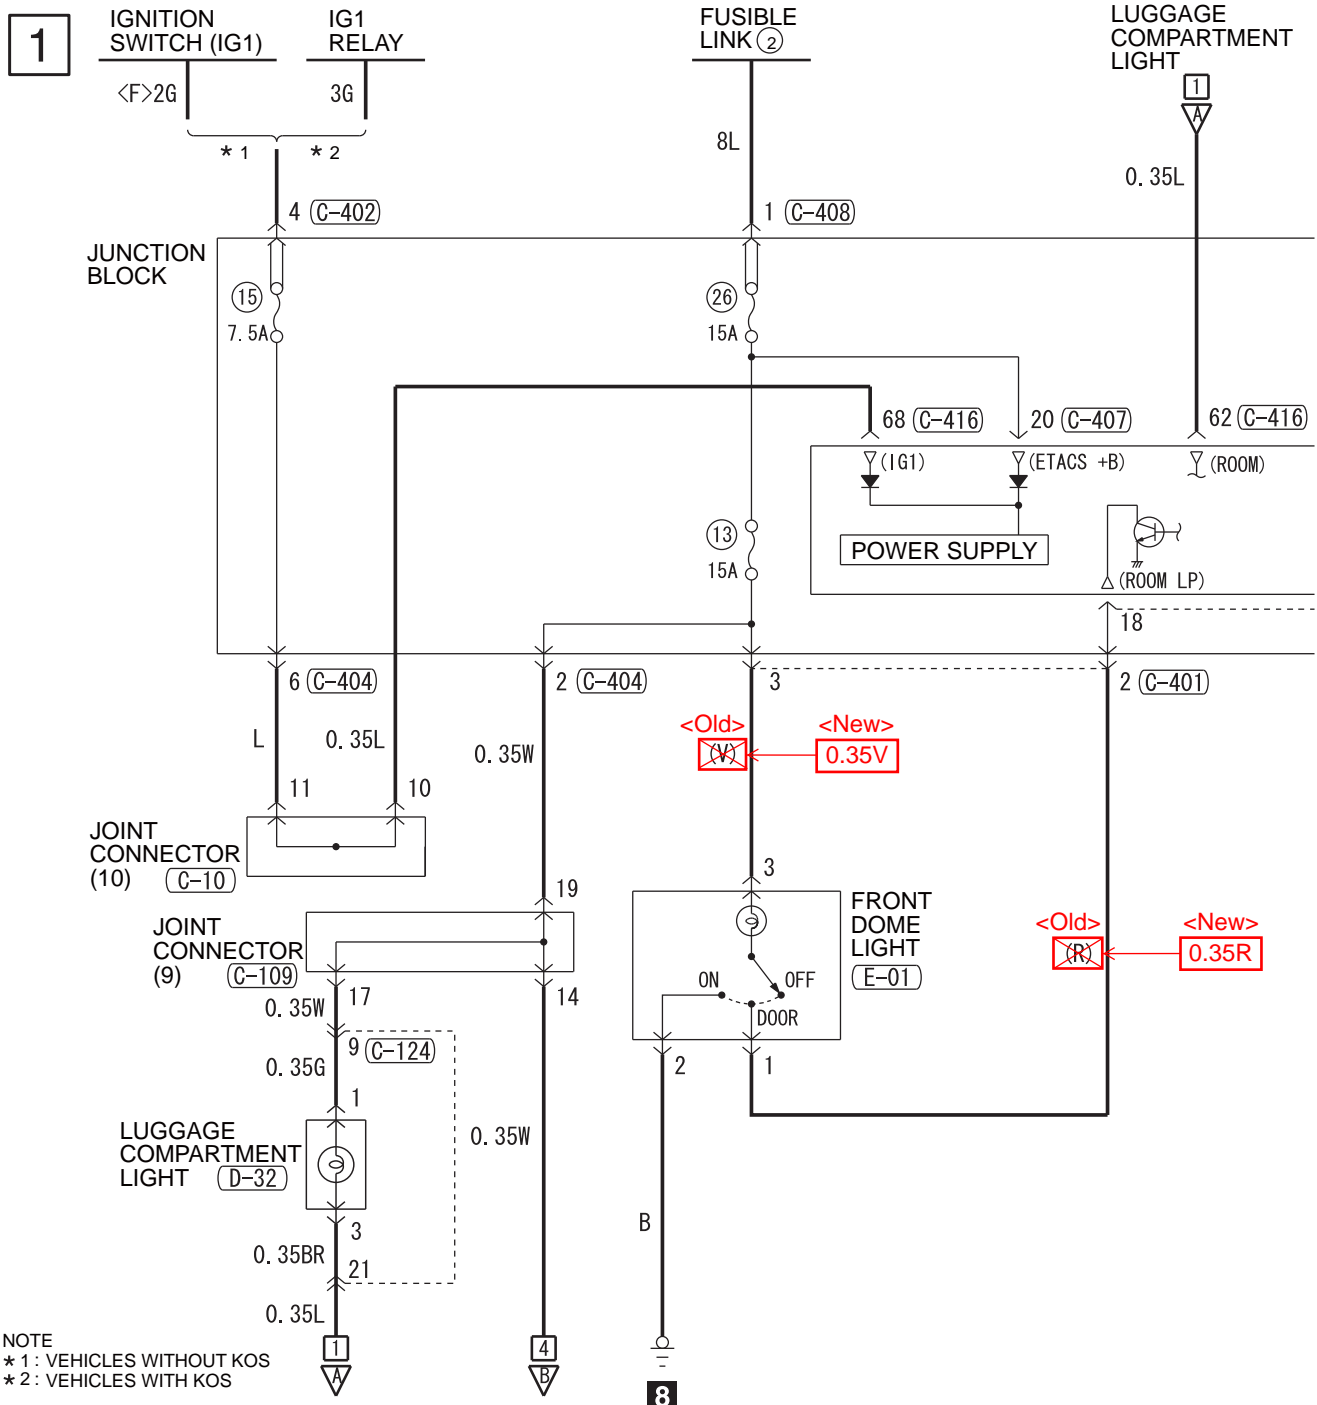 1
IGNITION
SWITCH (IG1)
IG1
RELAY
FUSIBLE
LINK 2
LUGGAGE
COMPARTMENT
LIGHT
<F>2G
3G
8L
1
A
* 1
* 2
0.35L
4 C-402
1 C-408
JUNCTION
BLOCK
15
7.5A
26
15A
68 C-416
20 C-407
62 C-416
(IG1)
(ETACS +B)
(ROOM)
13
15A
POWER SUPPLY
(ROOM LP)
18
6 C-404
2 C-404
3
2 C-401
L
0.35L
0.35W
<Old>
<New>
(V)
0.35V
11
10
JOINT
CONNECTOR
(10) C-10
19
3
JOINT
CONNECTOR
(9) C-109
FRONT
DOME
LIGHT
E-01
<Old>
<New>
(R)
0.35R
ON
OFF
DOOR
0.35W
17
14
9 C-124
2
1
0.35G
1
LUGGAGE
COMPARTMENT
LIGHT D-32
0.35W
3
B
0.35BR
21
0.35L
1
A
4
B
8
NOTE
* 1 : VEHICLES WITHOUT KOS
* 2 : VEHICLES WITH KOS